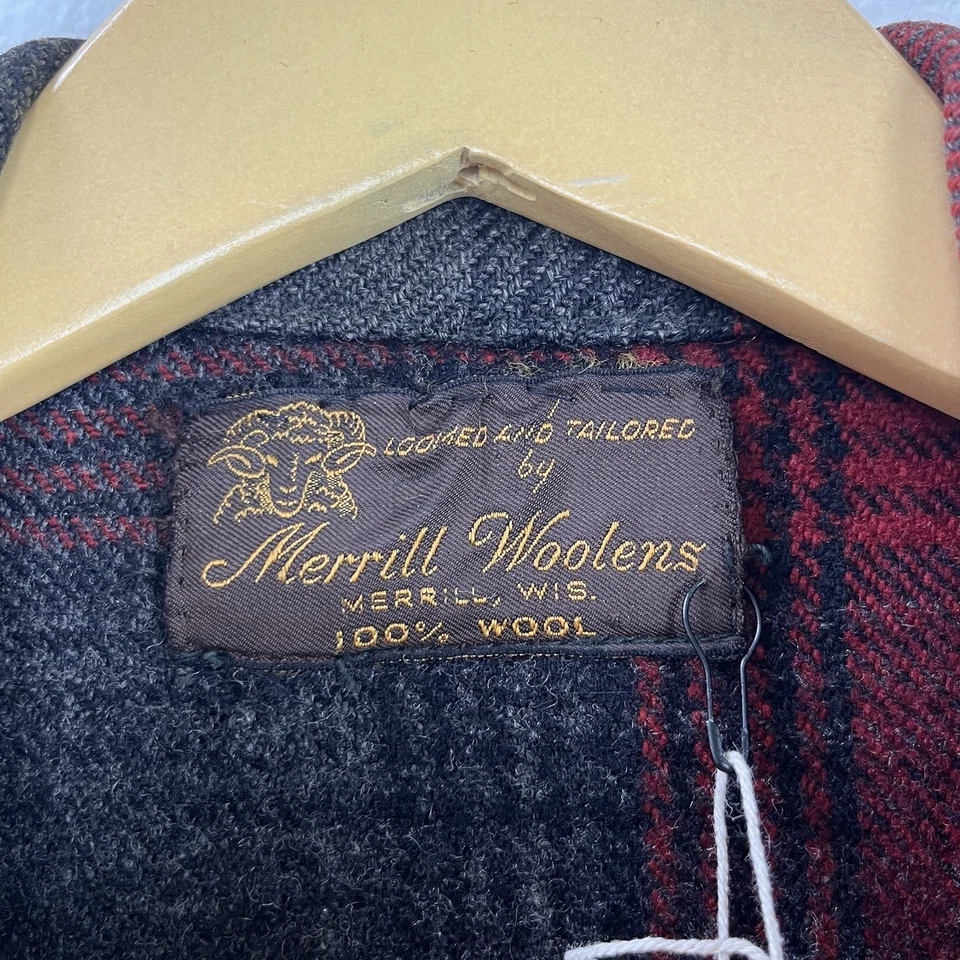 LOOMED AND TAILORED
by
Merrill Woolens
MERRILL, WIS.
100% WOOL